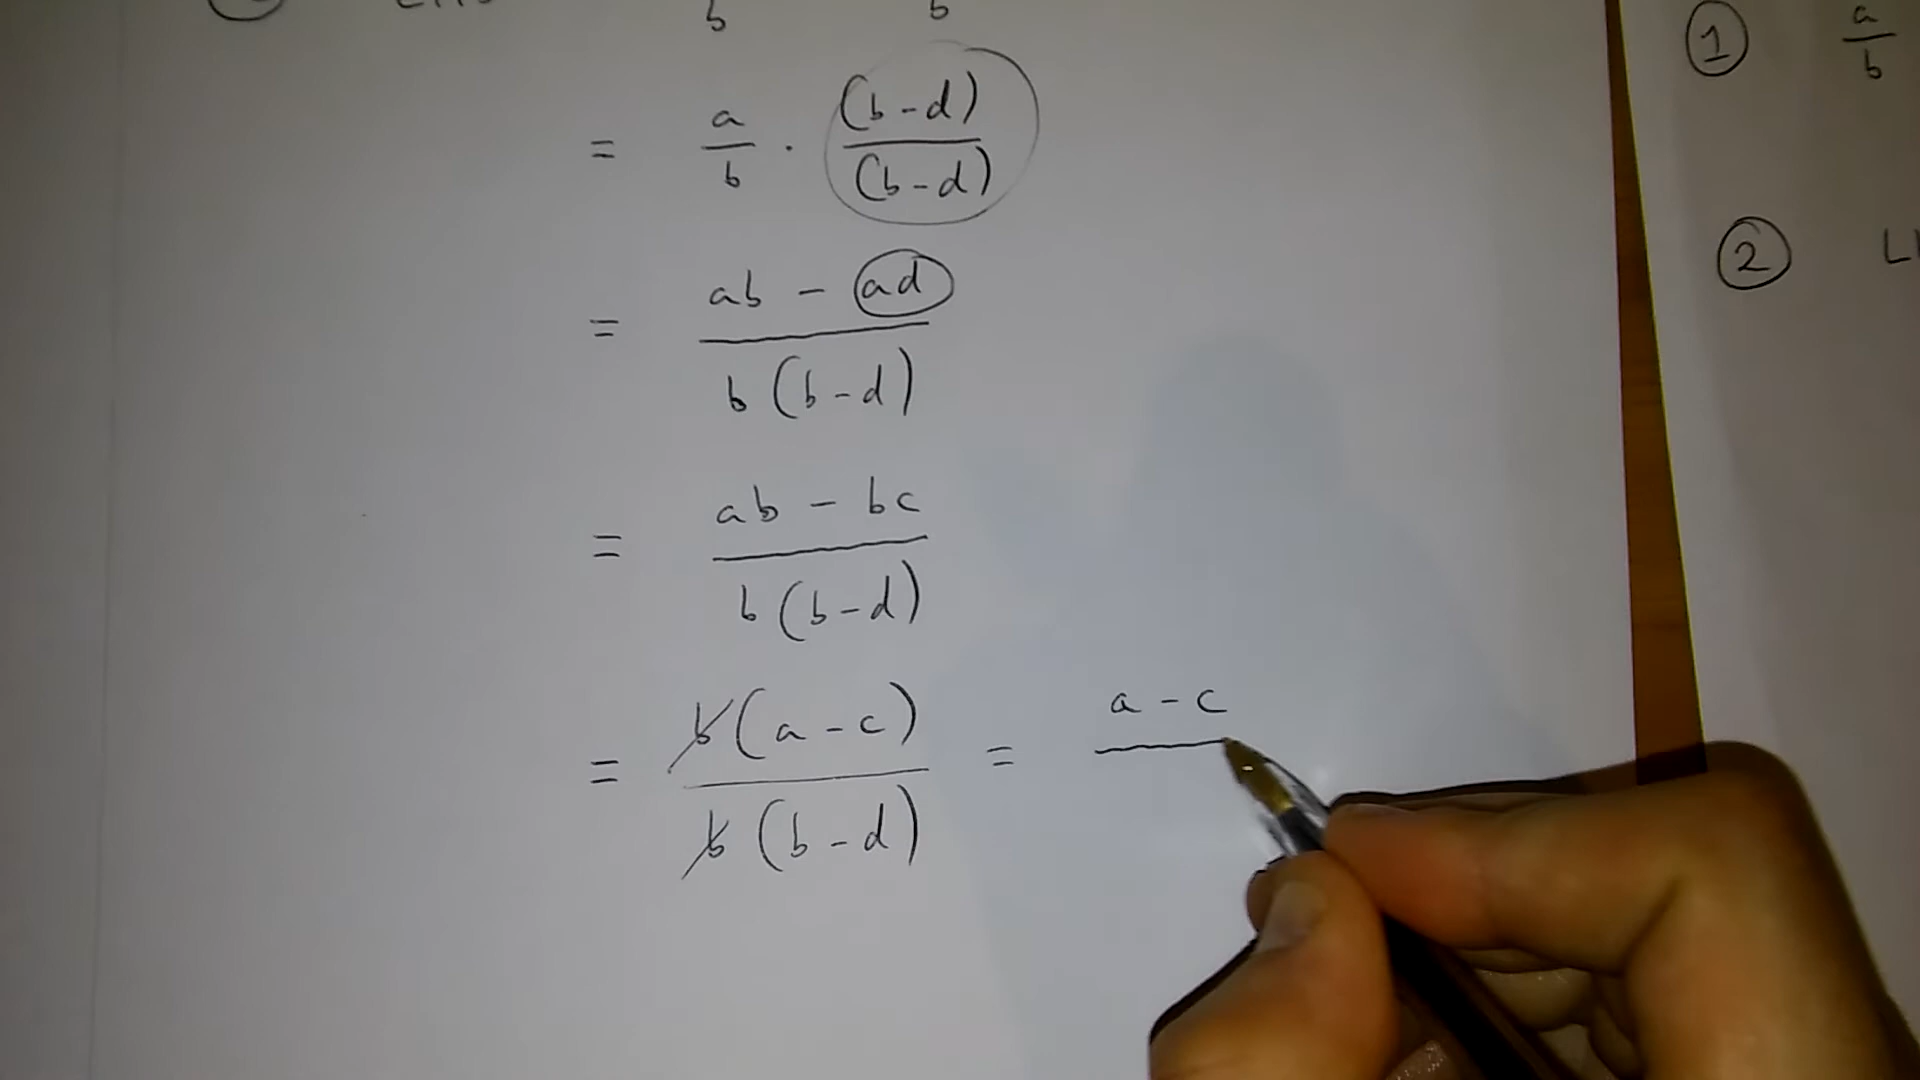 b b
= a/b · (b-d)/(b-d)
= ab - ad / b(b-d)
= ab - bc / b(b-d)
= b(a-c) / b(b-d) = a-c
① a/b
②